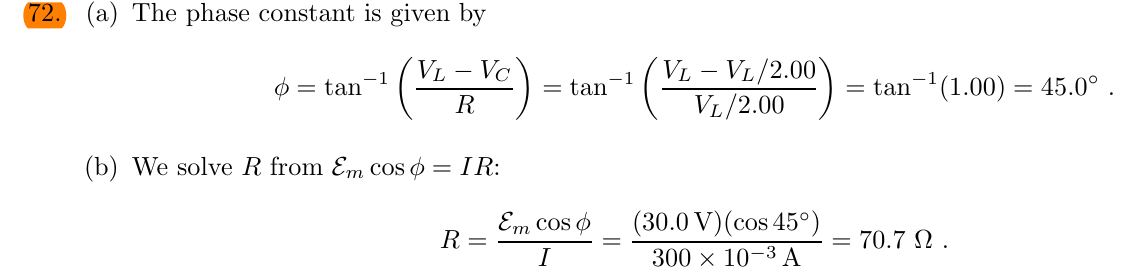 72. (a) The phase constant is given by
ϕ = tan⁻¹ ( (V_L − V_C) / R ) = tan⁻¹ ( (V_L − V_L/2.00) / (V_L/2.00) ) = tan⁻¹(1.00) = 45.0° .
(b) We solve R from ℰ_m cos ϕ = IR:
R = ℰ_m cos ϕ / I = (30.0 V)(cos 45°) / 300 × 10⁻³ A = 70.7 Ω .